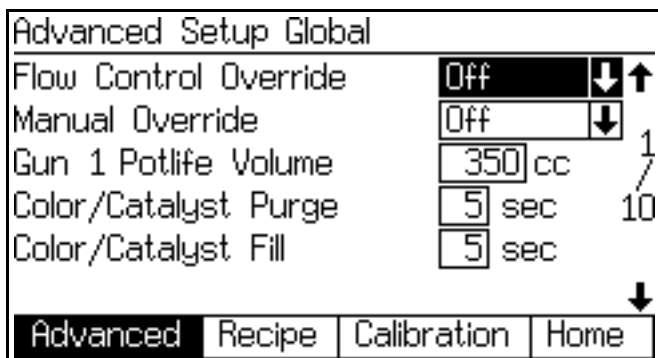 Advanced Setup Global
Flow Control Override Off
Manual Override Off
Gun 1 Potlife Volume 350 cc
Color/Catalyst Purge 5 sec
Color/Catalyst Fill 5 sec
1/10
Advanced Recipe Calibration Home